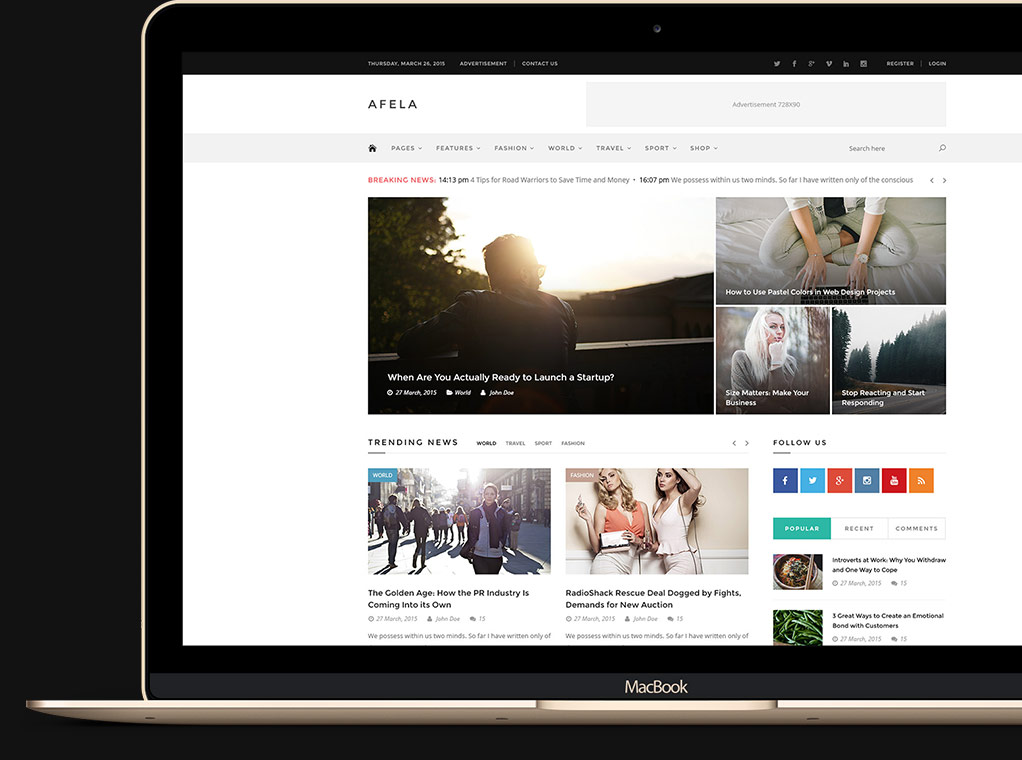 THURSDAY, MARCH 26, 2015 ADVERTISEMENT | CONTACT US REGISTER | LOGIN
AFELA
Advertisement 728X90
PAGES FEATURES FASHION WORLD TRAVEL SPORT SHOP Search here
BREAKING NEWS: 14:13 pm 4 Tips for Road Warriors to Save Time and Money • 16:07 pm We possess within us two minds. So far I have written only of the conscious
How to Use Pastel Colors in Web Design Projects
When Are You Actually Ready to Launch a Startup?
27 March, 2015 World John Doe
Size Matters: Make Your
Business
Stop Reacting and Start
Responding
TRENDING NEWS WORLD TRAVEL SPORT FASHION
WORLD
FASHION
The Golden Age: How the PR Industry Is
Coming Into its Own
27 March, 2015 John Doe 15
We possess within us two minds. So far I have written only of
RadioShack Rescue Deal Dogged by Fights,
Demands for New Auction
27 March, 2015 John Doe 15
We possess within us two minds. So far I have written only of
FOLLOW US
POPULAR RECENT COMMENTS
Introverts at Work: Why You Withdraw
and One Way to Cope
27 March, 2015 15
3 Great Ways to Create an Emotional
Bond with Customers
27 March, 2015 15
MacBook